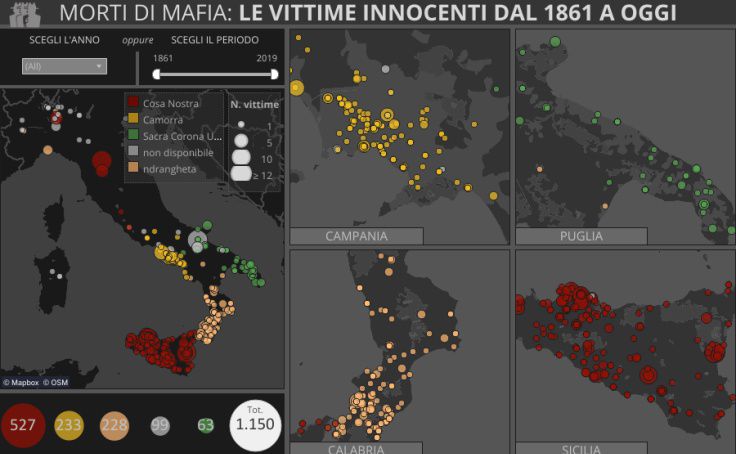 MORTI DI MAFIA: LE VITTIME INNOCENTI DAL 1861 A OGGI
SCEGLI L'ANNO oppure SCEGLI IL PERIODO
(All)
1861 2019
Cosa Nostra
Camorra
Sacra Corona U...
non disponibile
ndrangheta
N. vittime
1
5
10
≥ 12
© Mapbox © OSM
CAMPANIA
PUGLIA
CALABRIA
SICILIA
527
233
228
99
63
Tot.
1.150